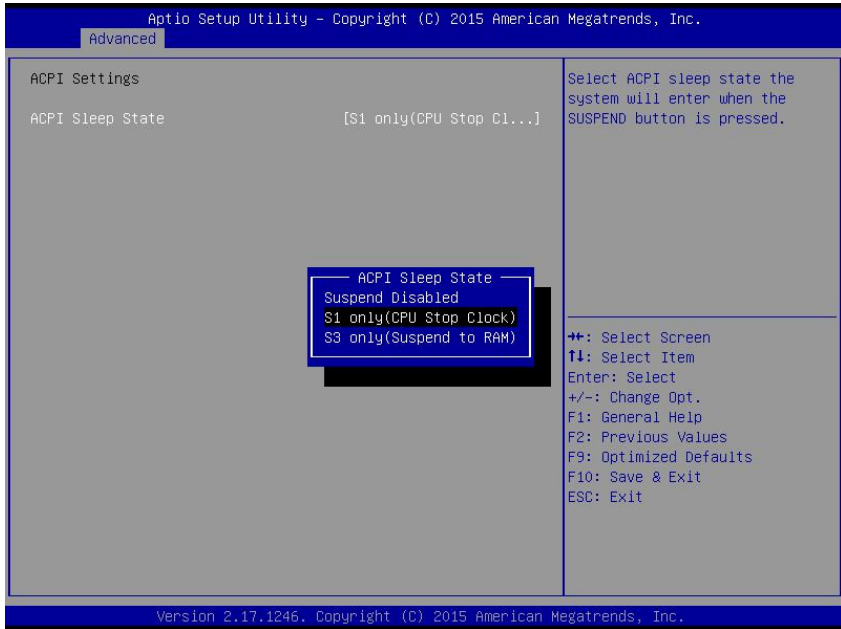 Aptio Setup Utility – Copyright (C) 2015 American Megatrends, Inc.
Advanced
ACPI Settings
ACPI Sleep State [S1 only(CPU Stop Cl...]
Select ACPI sleep state the
system will enter when the
SUSPEND button is pressed.
ACPI Sleep State
Suspend Disabled
S1 only(CPU Stop Clock)
S3 only(Suspend to RAM)
→←: Select Screen
↑↓: Select Item
Enter: Select
+/-: Change Opt.
F1: General Help
F2: Previous Values
F9: Optimized Defaults
F10: Save & Exit
ESC: Exit
Version 2.17.1246. Copyright (C) 2015 American Megatrends, Inc.